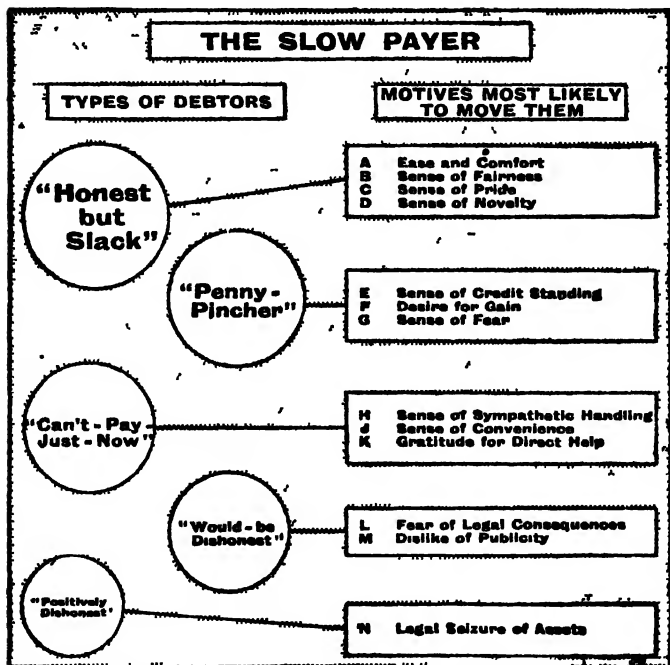 THE SLOW PAYER
TYPES OF DEBTORS
MOTIVES MOST LIKELY
TO MOVE THEM
"Honest
but
Slack"
A Ease and Comfort
B Sense of Fairness
C Sense of Pride
D Sense of Novelty
"Penny-
Pincher"
E Sense of Credit Standing
F Desire for Gain
G Sense of Fear
"Can't-Pay-
Just-Now"
H Sense of Sympathetic Handling
J Sense of Convenience
K Gratitude for Direct Help
"Would-be
Dishonest"
L Fear of Legal Consequences
M Dislike of Publicity
"Positively
Dishonest"
N Legal Seizure of Assets